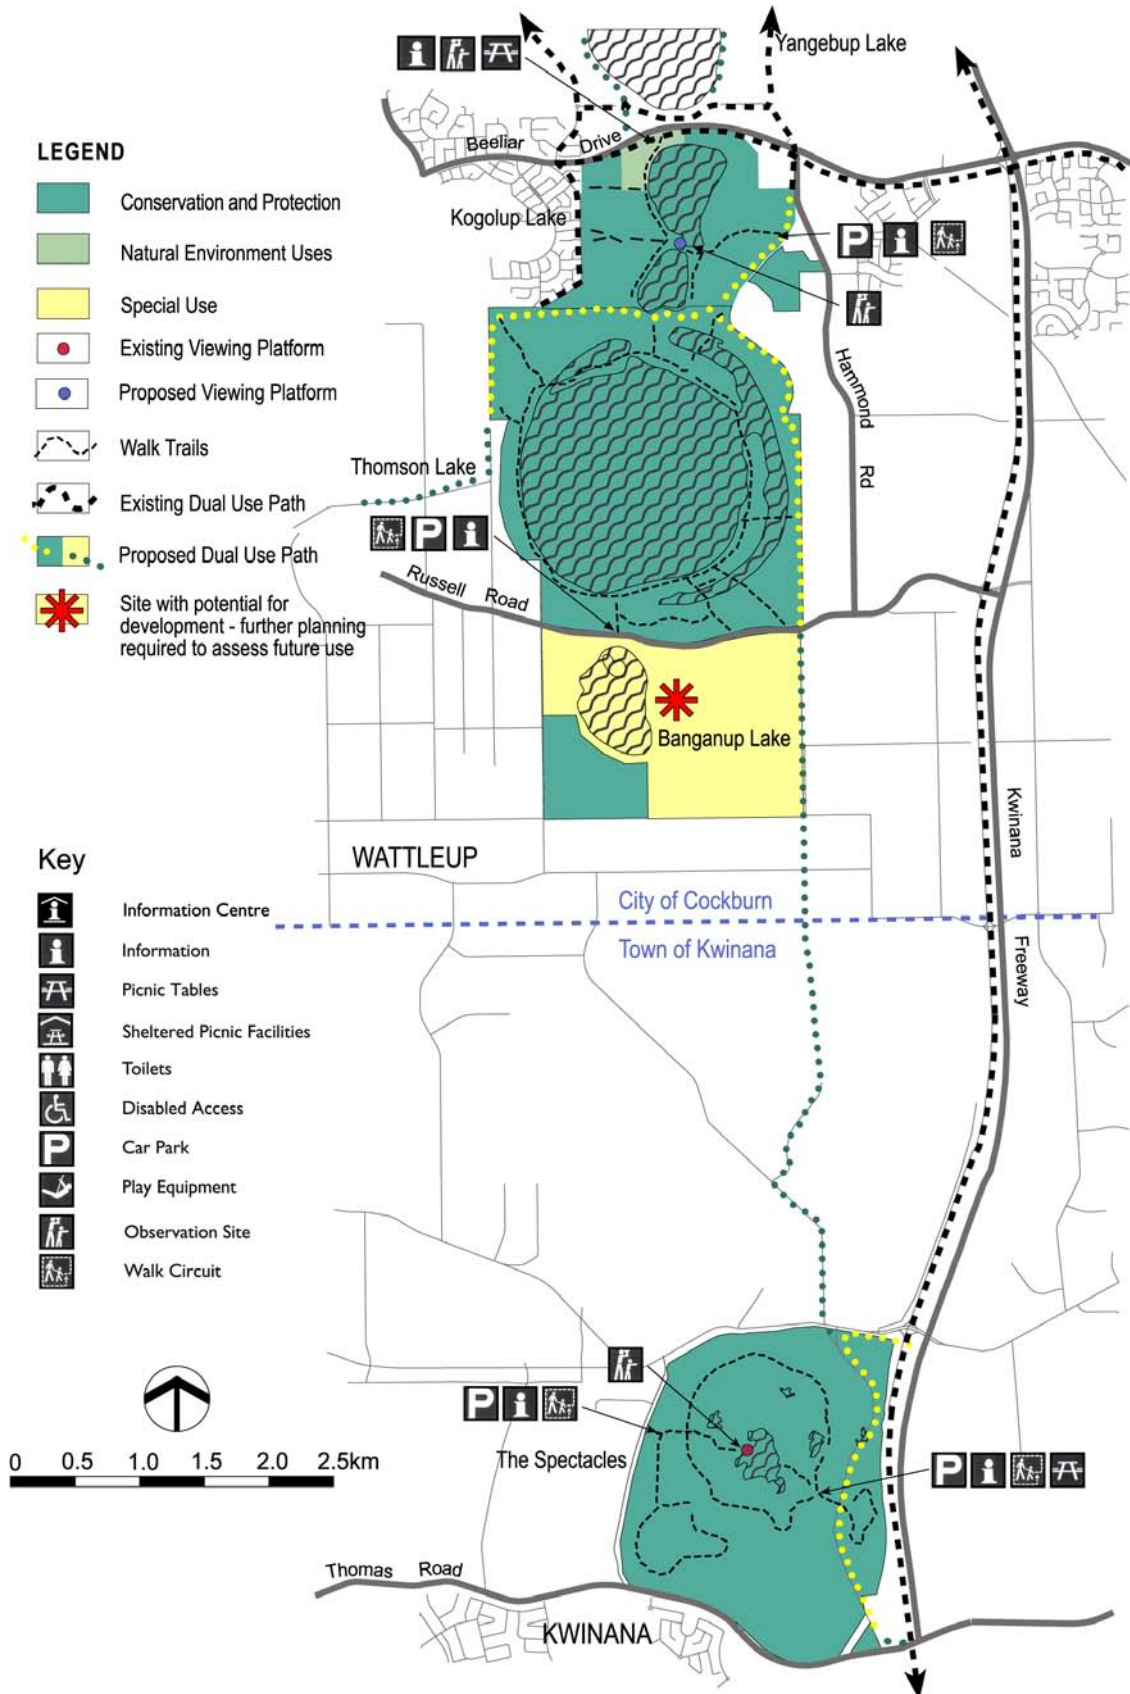 Yangebup Lake
Beeliar Drive
LEGEND
Conservation and Protection
Natural Environment Uses
Special Use
Existing Viewing Platform
Proposed Viewing Platform
Walk Trails
Existing Dual Use Path
Proposed Dual Use Path
Site with potential for
development - further planning
required to assess future use
Kogolup Lake
P
Hammond Rd
Thomson Lake
P
Russell Road
Banganup Lake
Kwinana Freeway
WATTLEUP
City of Cockburn
Town of Kwinana
Key
Information Centre
Information
Picnic Tables
Sheltered Picnic Facilities
Toilets
Disabled Access
P Car Park
Play Equipment
Observation Site
Walk Circuit
0 0.5 1.0 1.5 2.0 2.5km
P
The Spectacles
P
Thomas Road
KWINANA